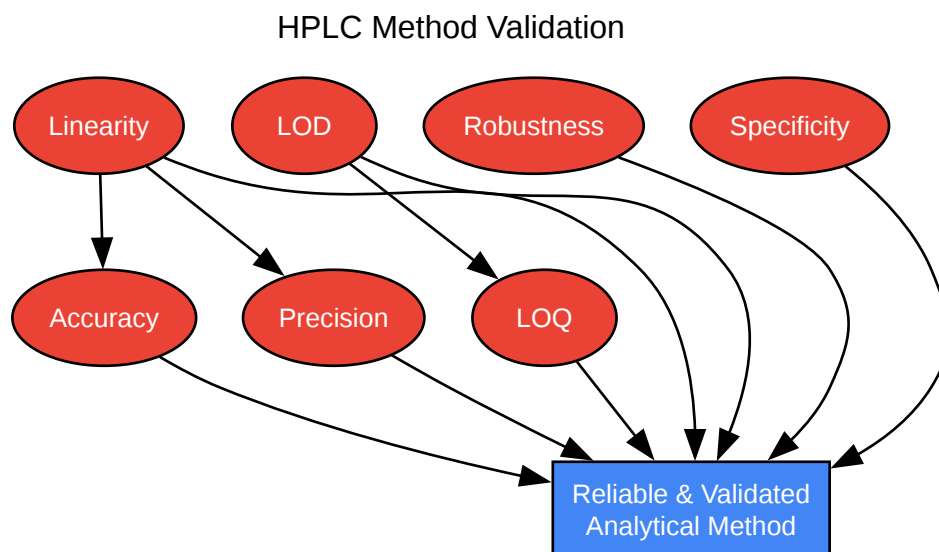 HPLC Method Validation
Linearity
LOD
Robustness
Specificity
Accuracy
Precision
LOQ
Reliable & Validated
Analytical Method